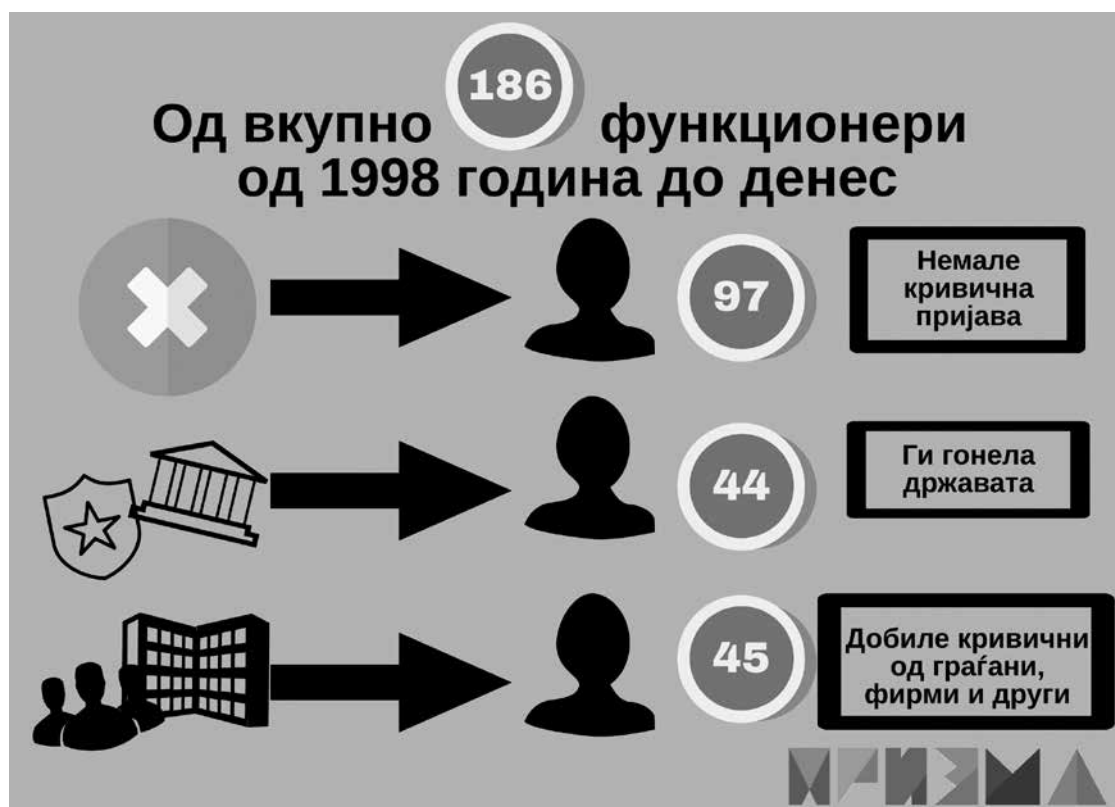 186
Од вкупно функционери
од 1998 година до денес
97
Немале
кривична
пријава
44
Ги гонела
државата
45
Добиле кривични
од граѓани,
фирми и други
ПРИЗМА